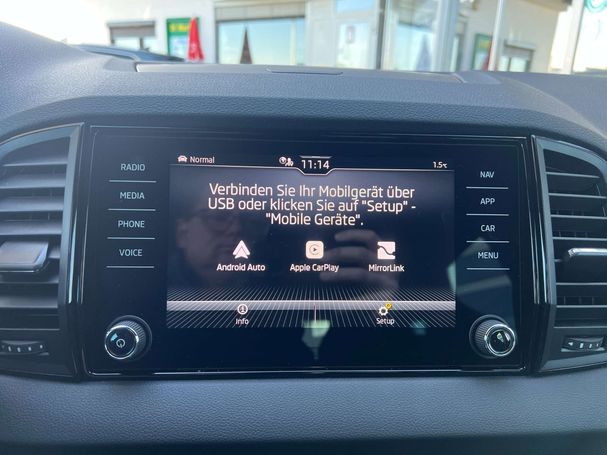 RADIO
MEDIA
PHONE
VOICE
Normal 11:14 1.5°C
Verbinden Sie Ihr Mobilgerät über
USB oder klicken Sie auf "Setup" -
"Mobile Geräte".
Android Auto Apple CarPlay MirrorLink
Info Setup
NAV
APP
CAR
MENU